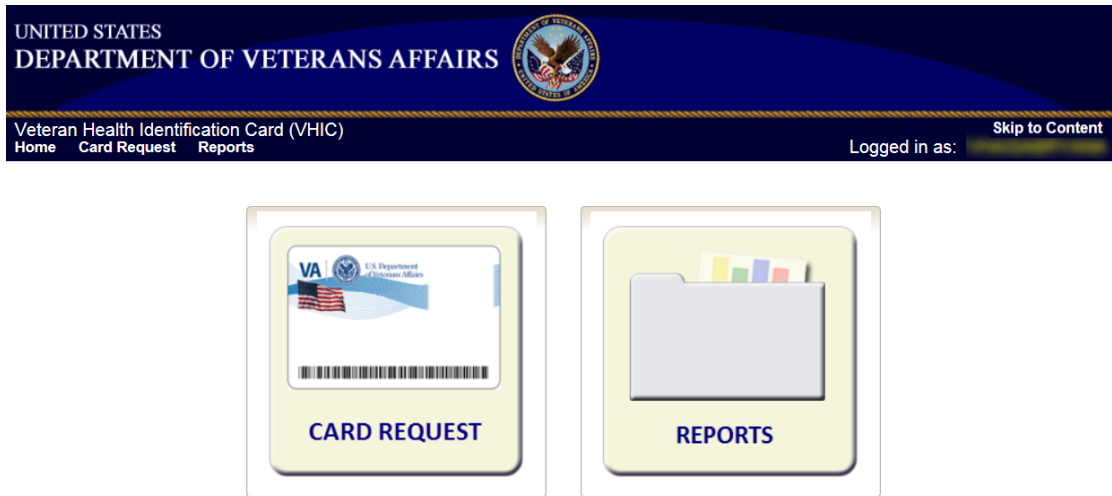 UNITED STATES
DEPARTMENT OF VETERANS AFFAIRS
Veteran Health Identification Card (VHIC)
Skip to Content
Home Card Request Reports
Logged in as:
VA
U.S. Department
of Veterans Affairs
CARD REQUEST
REPORTS